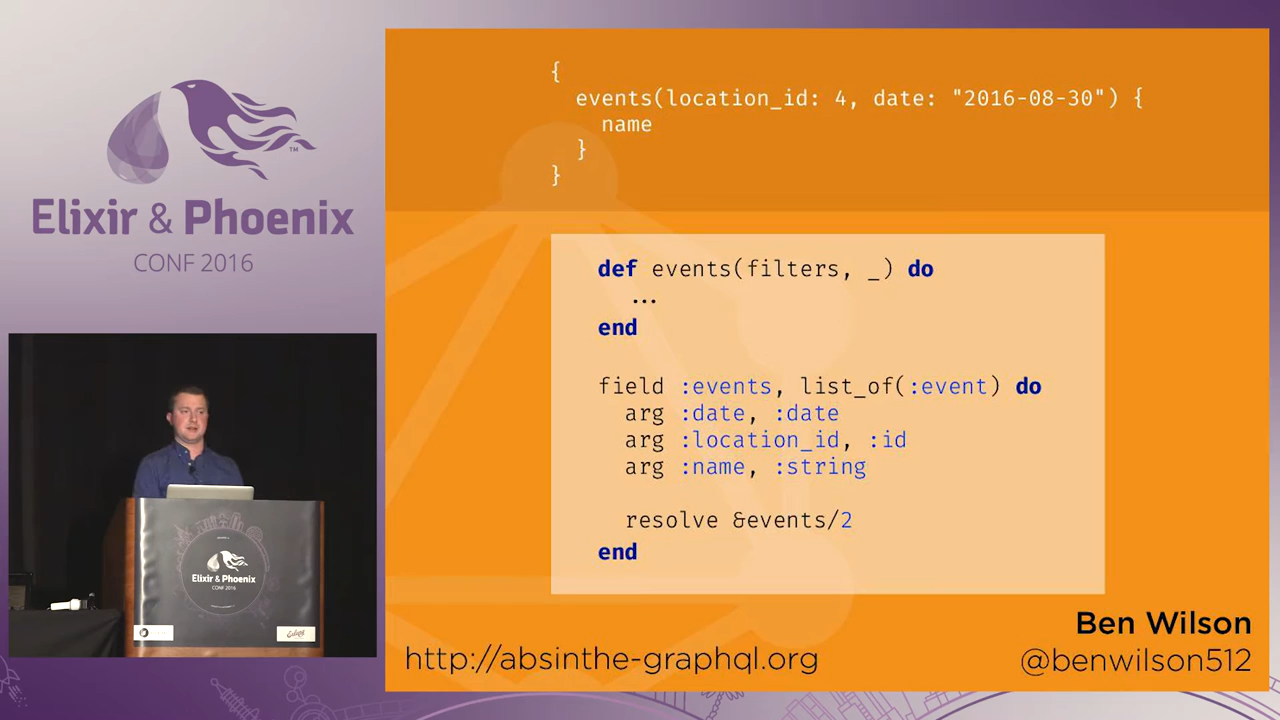 Elixir & Phoenix
TM
CONF 2016
{
events(location_id: 4, date: "2016-08-30") {
name
}
}
def events(filters, _) do
...
end
field :events, list_of(:event) do
arg :date, :date
arg :location_id, :id
arg :name, :string
resolve &events/2
end
Ben Wilson
http://absinthe-graphql.org
@benwilson512
Elixir & Phoenix
CONF 2016